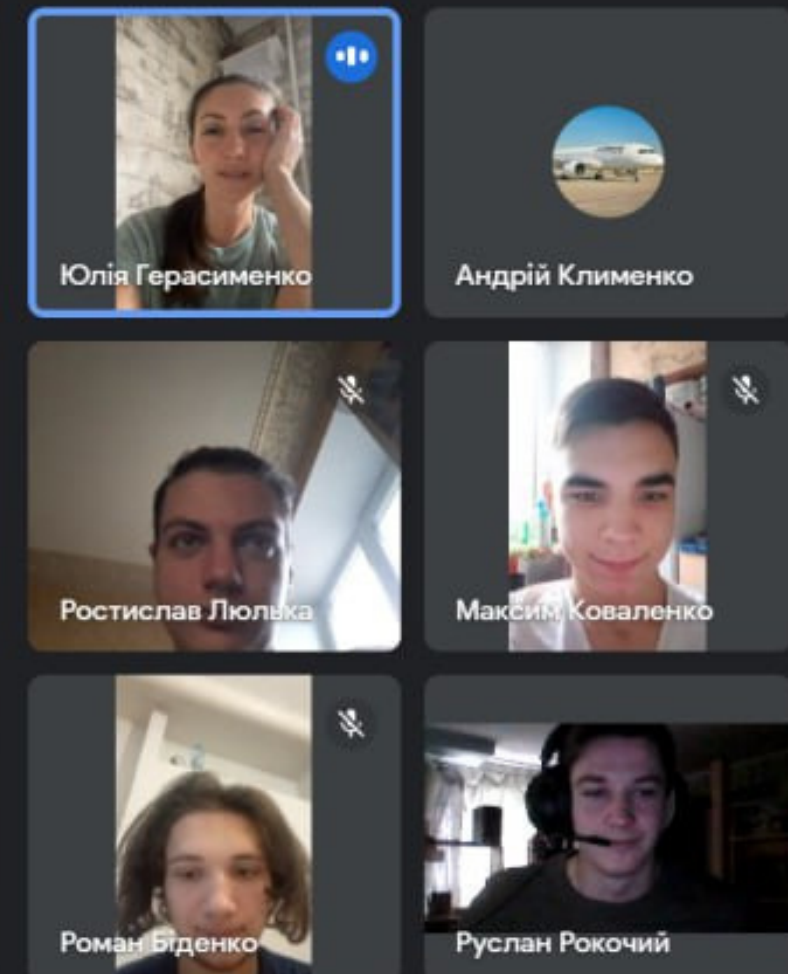 Юлія Герасименко
Андрій Клименко
Ростислав Люлька
Максим Коваленко
Роман Біденко
Руслан Рокочий